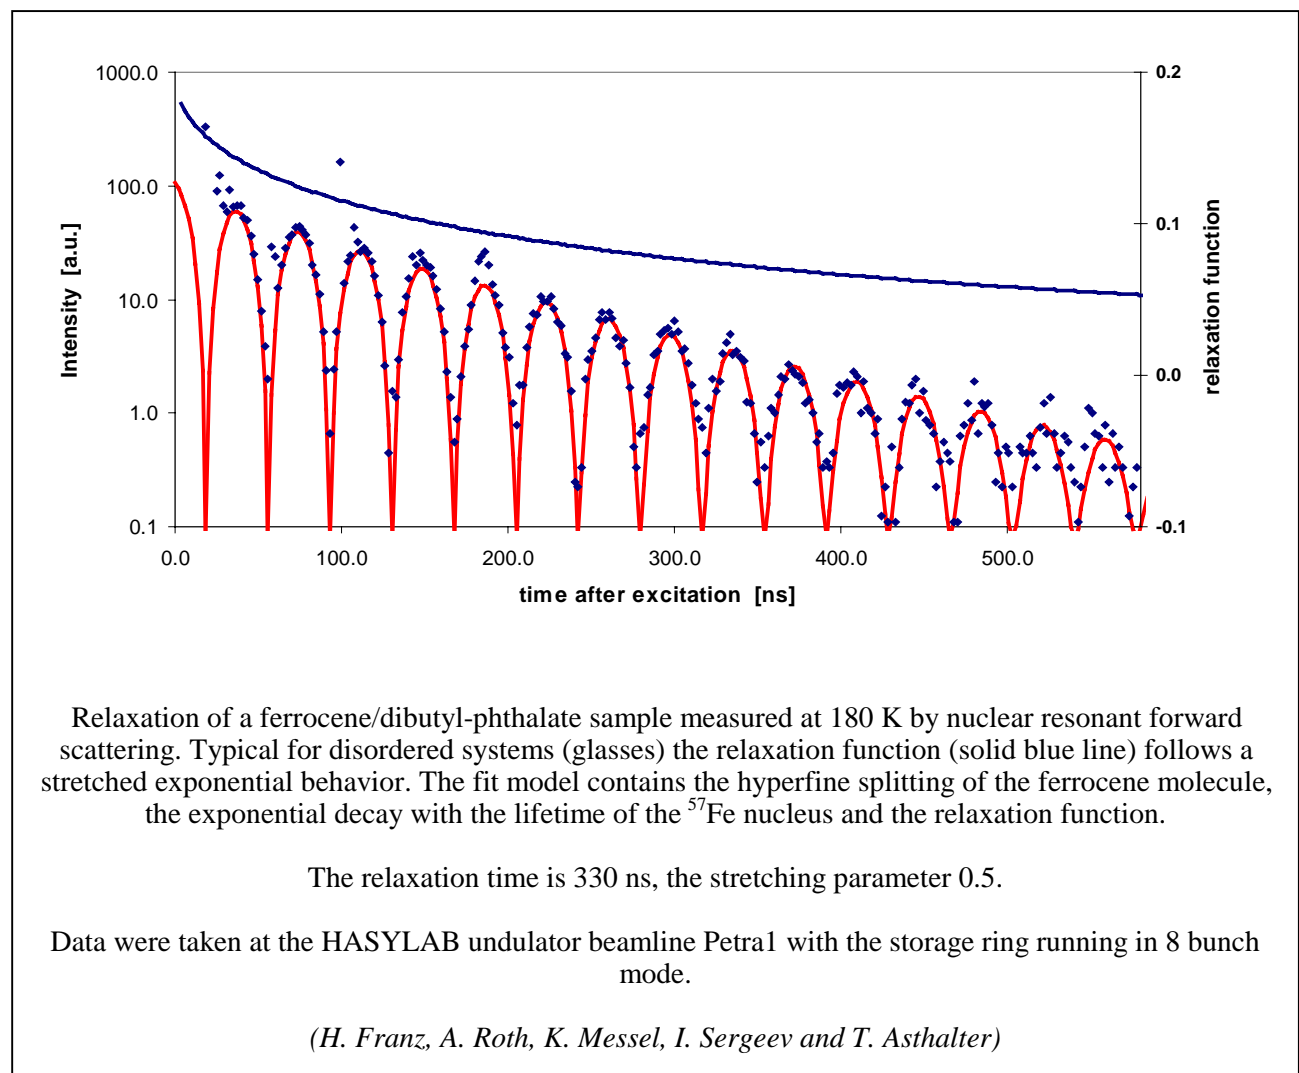 1000.0
100.0
10.0
1.0
0.1
Intensity [a.u.]
0.2
0.1
0.0
-0.1
relaxation function
0.0 100.0 200.0 300.0 400.0 500.0
time after excitation [ns]
Relaxation of a ferrocene/dibutyl-phthalate sample measured at 180 K by nuclear resonant forward
scattering. Typical for disordered systems (glasses) the relaxation function (solid blue line) follows a
stretched exponential behavior. The fit model contains the hyperfine splitting of the ferrocene molecule,
the exponential decay with the lifetime of the ⁵⁷Fe nucleus and the relaxation function.
The relaxation time is 330 ns, the stretching parameter 0.5.
Data were taken at the HASYLAB undulator beamline Petra1 with the storage ring running in 8 bunch
mode.
(H. Franz, A. Roth, K. Messel, I. Sergeev and T. Asthalter)